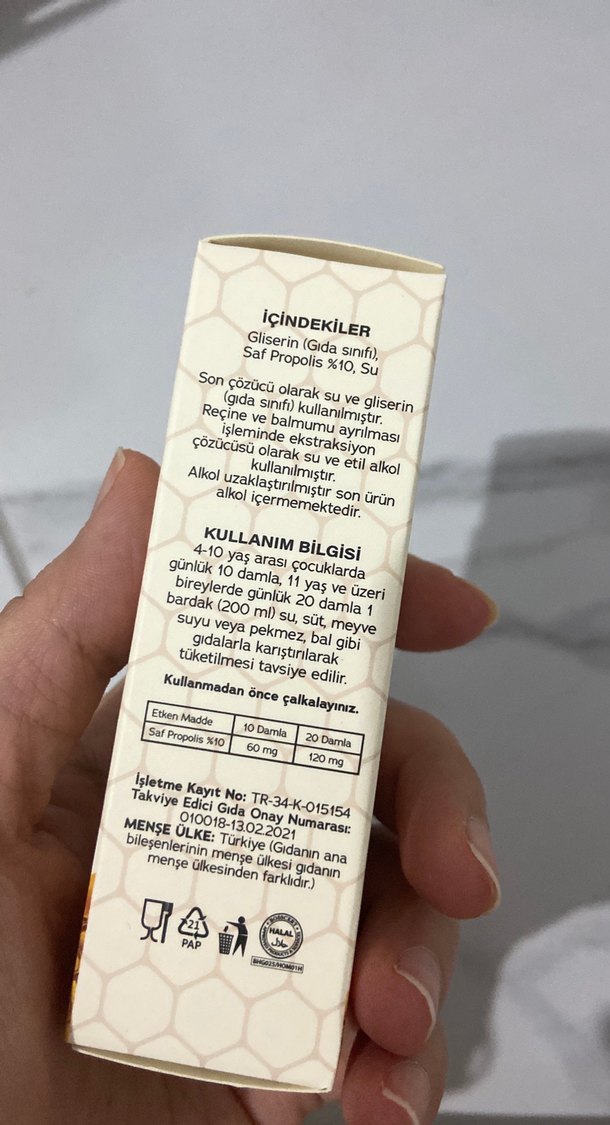 İÇİNDEKİLER
Gliserin (Gıda sınıfı),
Saf Propolis %10, Su
Son çözücü olarak su ve gliserin
(gıda sınıfı) kullanılmıştır.
Reçine ve balmumu ayrılması
işleminde ekstraksiyon
çözücüsü olarak su ve etil alkol
kullanılmıştır.
Alkol uzaklaştırılmıştır son ürün
alkol içermemektedir.
KULLANIM BİLGİSİ
4-10 yaş arası çocuklarda
günlük 10 damla, 11 yaş ve üzeri
bireylerde günlük 20 damla 1
bardak (200 ml) su, süt, meyve
suyu veya pekmez, bal gibi
gıdalarla karıştırılarak
tüketilmesi tavsiye edilir.
Kullanmadan önce çalkalayınız.
Etken Madde 10 Damla 20 Damla
Saf Propolis %10 60 mg 120 mg
İşletme Kayıt No: TR-34-K-015154
Takviye Edici Gıda Onay Numarası:
010018-13.02.2021
MENŞE ÜLKE: Türkiye (Gıdanın ana
bileşenlerinin menşe ülkesi gıdanın
menşe ülkesinden farklıdır.)
21
PAP
HALAL
حلال
BHG025/HOM01H